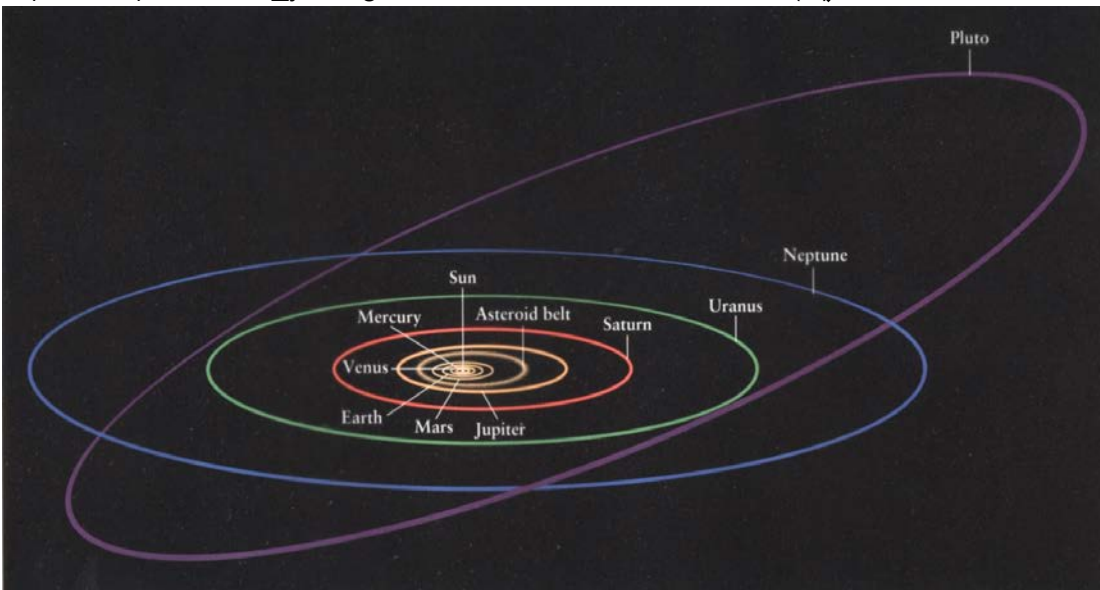 Pluto
Neptune
Sun
Uranus
Mercury
Asteroid belt
Saturn
Venus
Earth
Mars
Jupiter